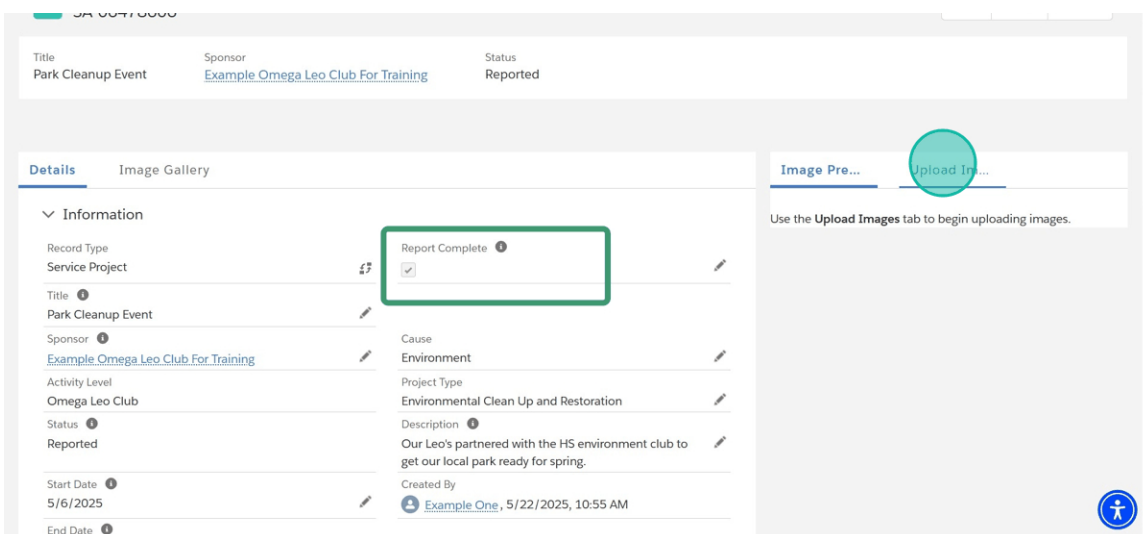 Title
Park Cleanup Event
Sponsor
Example Omega Leo Club For Training
Status
Reported
Details
Image Gallery
Image Pre...
Upload Im...
Use the Upload Images tab to begin uploading images.
Information
Record Type
Service Project
Report Complete
Title
Park Cleanup Event
Sponsor
Example Omega Leo Club For Training
Cause
Environment
Activity Level
Omega Leo Club
Project Type
Environmental Clean Up and Restoration
Status
Reported
Description
Our Leo's partnered with the HS environment club to
get our local park ready for spring.
Start Date
5/6/2025
Created By
Example One, 5/22/2025, 10:55 AM
End Date